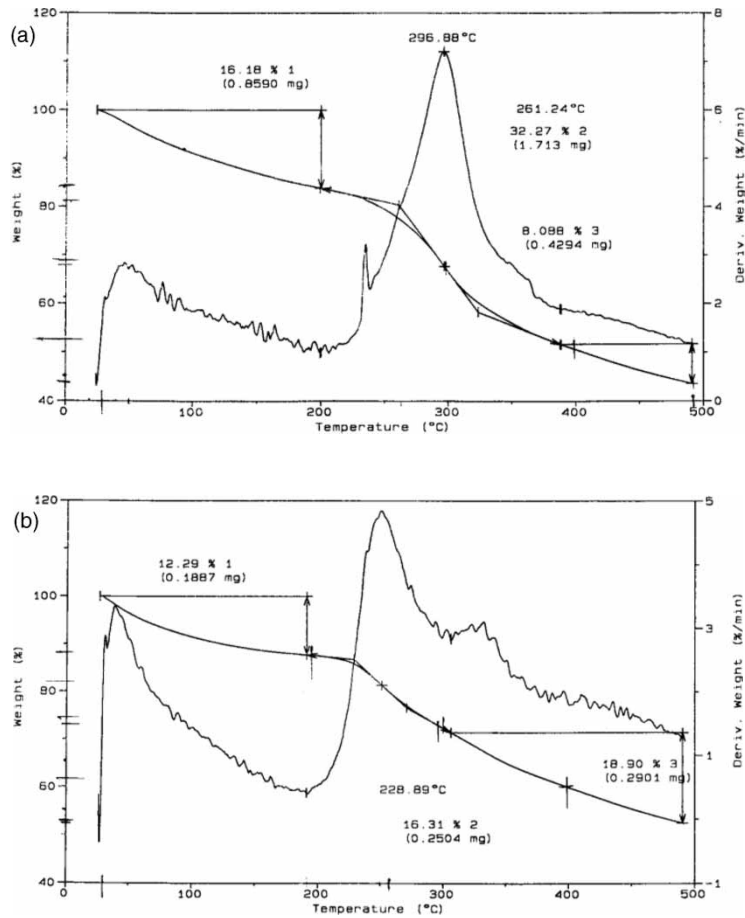 (a)
296.88°C
16.18 % 1
(0.8590 mg)
261.24°C
32.27 % 2
(1.713 mg)
8.088 % 3
(0.4294 mg)
Weight (%)
120
100
80
60
40
Deriv. Weight (%/min)
8
6
4
2
0
0 100 200 300 400 500
Temperature (°C)
(b)
12.29 % 1
(0.1887 mg)
228.89°C
16.31 % 2
(0.2504 mg)
18.90 % 3
(0.2901 mg)
Weight (%)
120
100
80
60
40
Deriv. Weight (%/min)
5
3
1
-1
0 100 200 300 400 500
Temperature (°C)